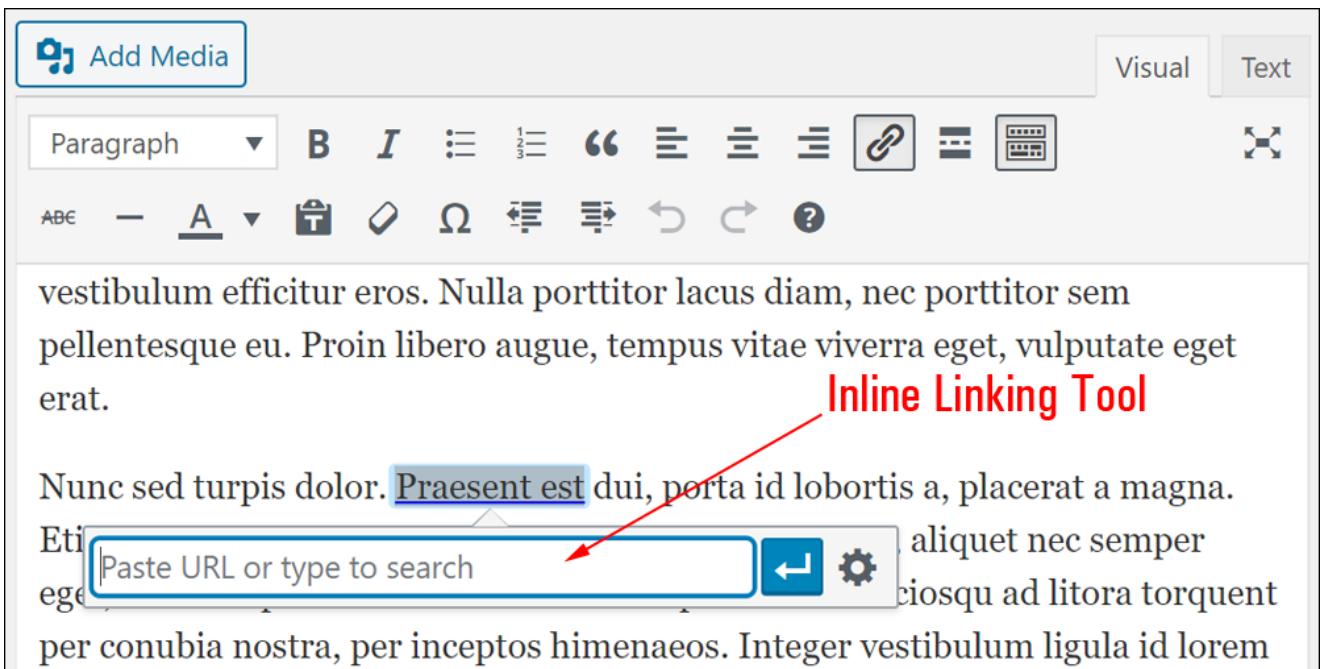 Add Media
Visual Text
Paragraph B I 1 2 3 “
ABC A T Ω ?
vestibulum efficitur eros. Nulla porttitor lacus diam, nec porttitor sem
pellentesque eu. Proin libero augue, tempus vitae viverra eget, vulputate eget
erat.
Inline Linking Tool
Nunc sed turpis dolor. Praesent est dui, porta id lobortis a, placerat a magna.
aliquet nec semper
Paste URL or type to search
ad litora torquent
per conubia nostra, per inceptos himenaeos. Integer vestibulum ligula id lorem